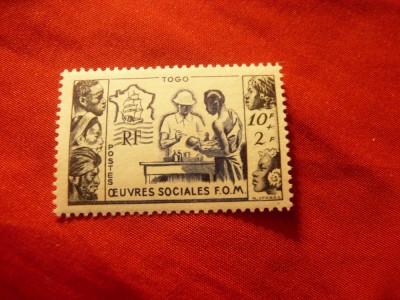 TOGO
RF
10F
2F
POSTES
ŒUVRES SOCIALES F.O.M.